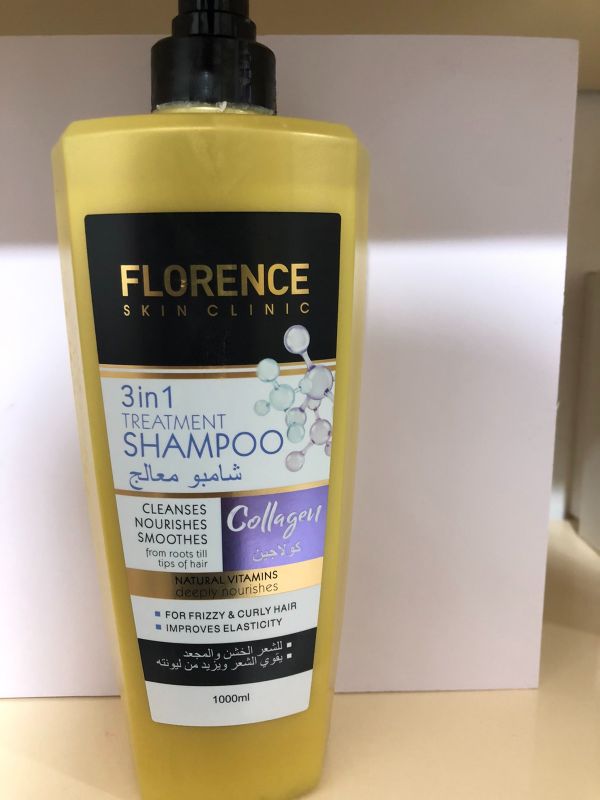 FLORENCE
SKIN CLINIC
3in1
TREATMENT
SHAMPOO
شامبو معالج
CLEANSES
NOURISHES
SMOOTHES
from roots till
tips of hair
Collagen
كولاجين
NATURAL VITAMINS
deeply nourishes
FOR FRIZZY & CURLY HAIR
IMPROVES ELASTICITY
للشعر الخشن والمجعد
يقوي الشعر ويزيد من ليونته
1000ml